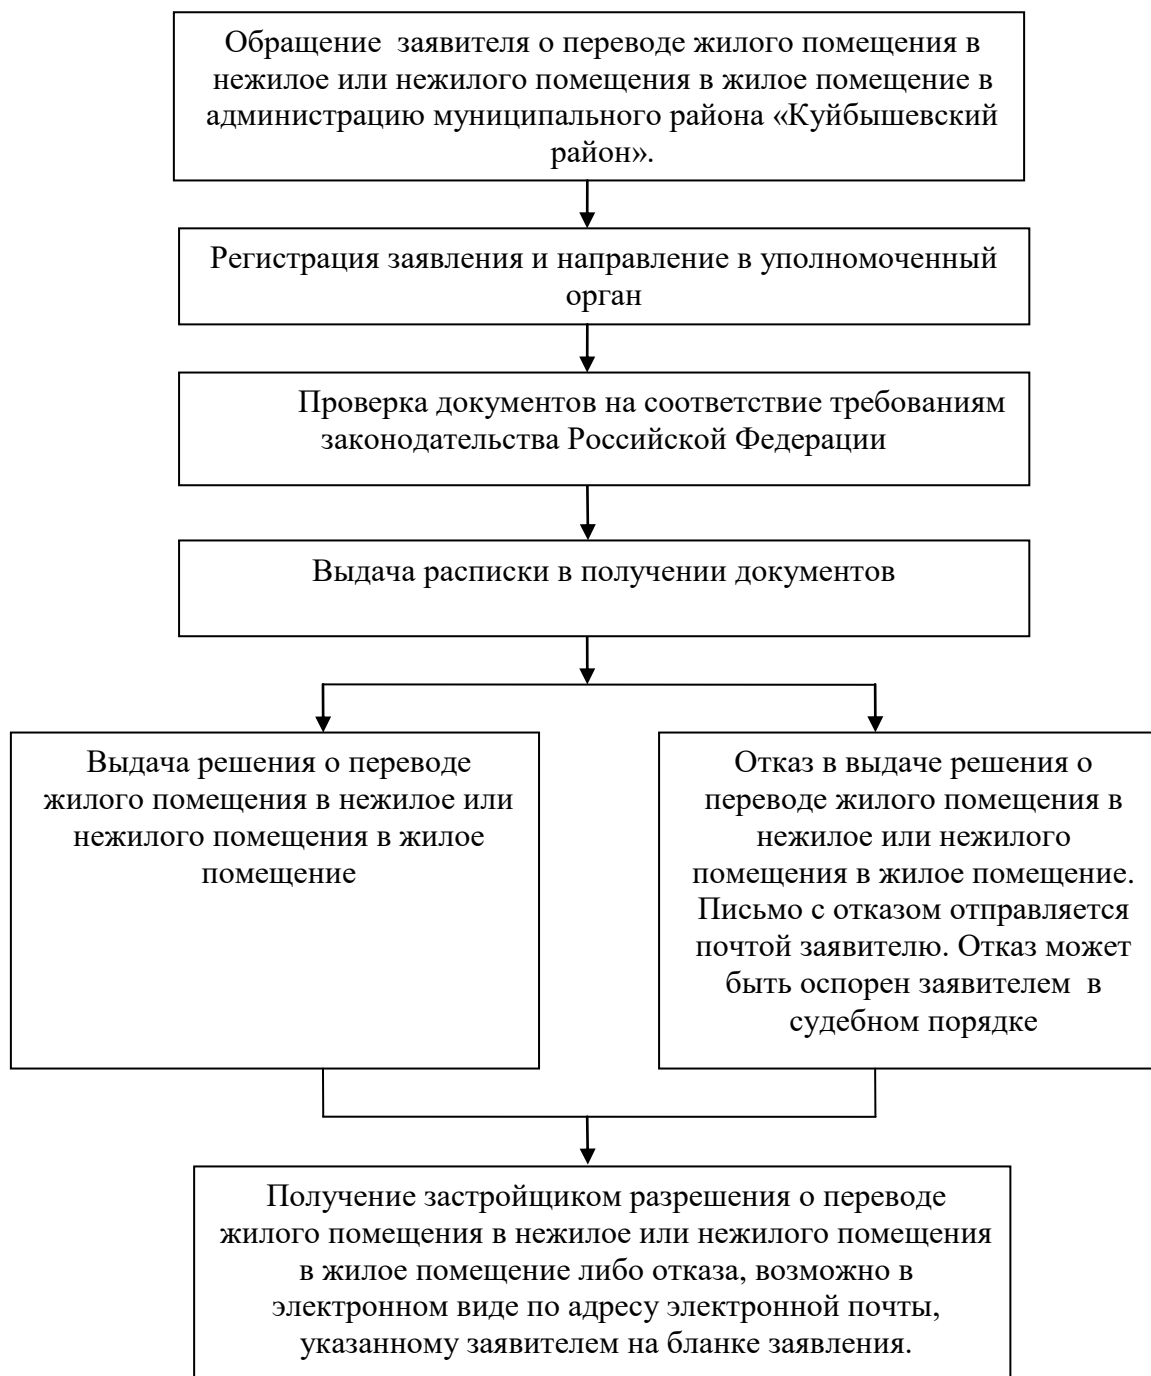 Обращение  заявителя о переводе жилого помещения в
нежилое или нежилого помещения в жилое помещение в
администрацию муниципального района «Куйбышевский
район».
Регистрация заявления и направление в уполномоченный
орган
Проверка документов на соответствие требованиям
законодательства Российской Федерации
Выдача расписки в получении документов
Выдача решения о переводе
жилого помещения в нежилое или
нежилого помещения в жилое
помещение
Отказ в выдаче решения о
переводе жилого помещения в
нежилое или нежилого
помещения в жилое помещение.
Письмо с отказом отправляется
почтой заявителю. Отказ может
быть оспорен заявителем  в
судебном порядке
Получение застройщиком разрешения о переводе
жилого помещения в нежилое или нежилого помещения
в жилое помещение либо отказа, возможно в
электронном виде по адресу электронной почты,
указанному заявителем на бланке заявления.